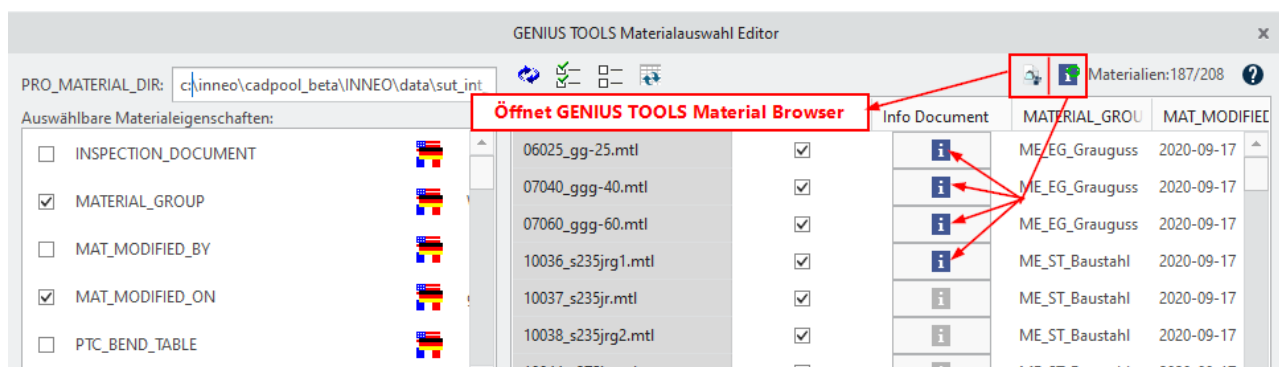 GENIUS TOOLS Materialauswahl Editor
PRO_MATERIAL_DIR: c:\inneo\cadpool_beta\INNEO\data\sut_int
Materialien:187/208
Auswählbare Materialeigenschaften:
Öffnet GENIUS TOOLS Material Browser
Info Document MATERIAL_GROU MAT_MODIFIED
INSPECTION_DOCUMENT
06025_gg-25.mtl ME_EG_Grauguss 2020-09-17
MATERIAL_GROUP
07040_ggg-40.mtl ME_EG_Grauguss 2020-09-17
07060_ggg-60.mtl ME_EG_Grauguss 2020-09-17
MAT_MODIFIED_BY
10036_s235jrg1.mtl ME_ST_Baustahl 2020-09-17
MAT_MODIFIED_ON
10037_s235jr.mtl ME_ST_Baustahl 2020-09-17
PTC_BEND_TABLE
10038_s235jrg2.mtl ME_ST_Baustahl 2020-09-17